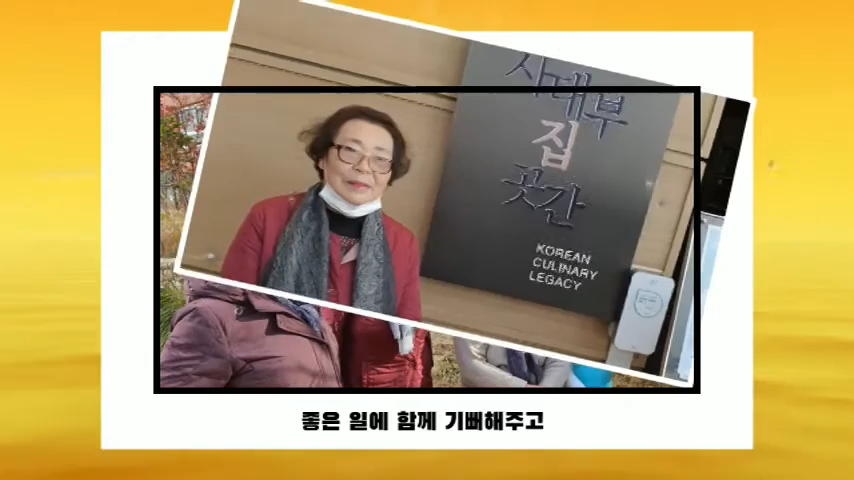 사대부
집
곳간
KOREAN
CULINARY
LEGACY
좋은 일에 함께 기뻐해주고